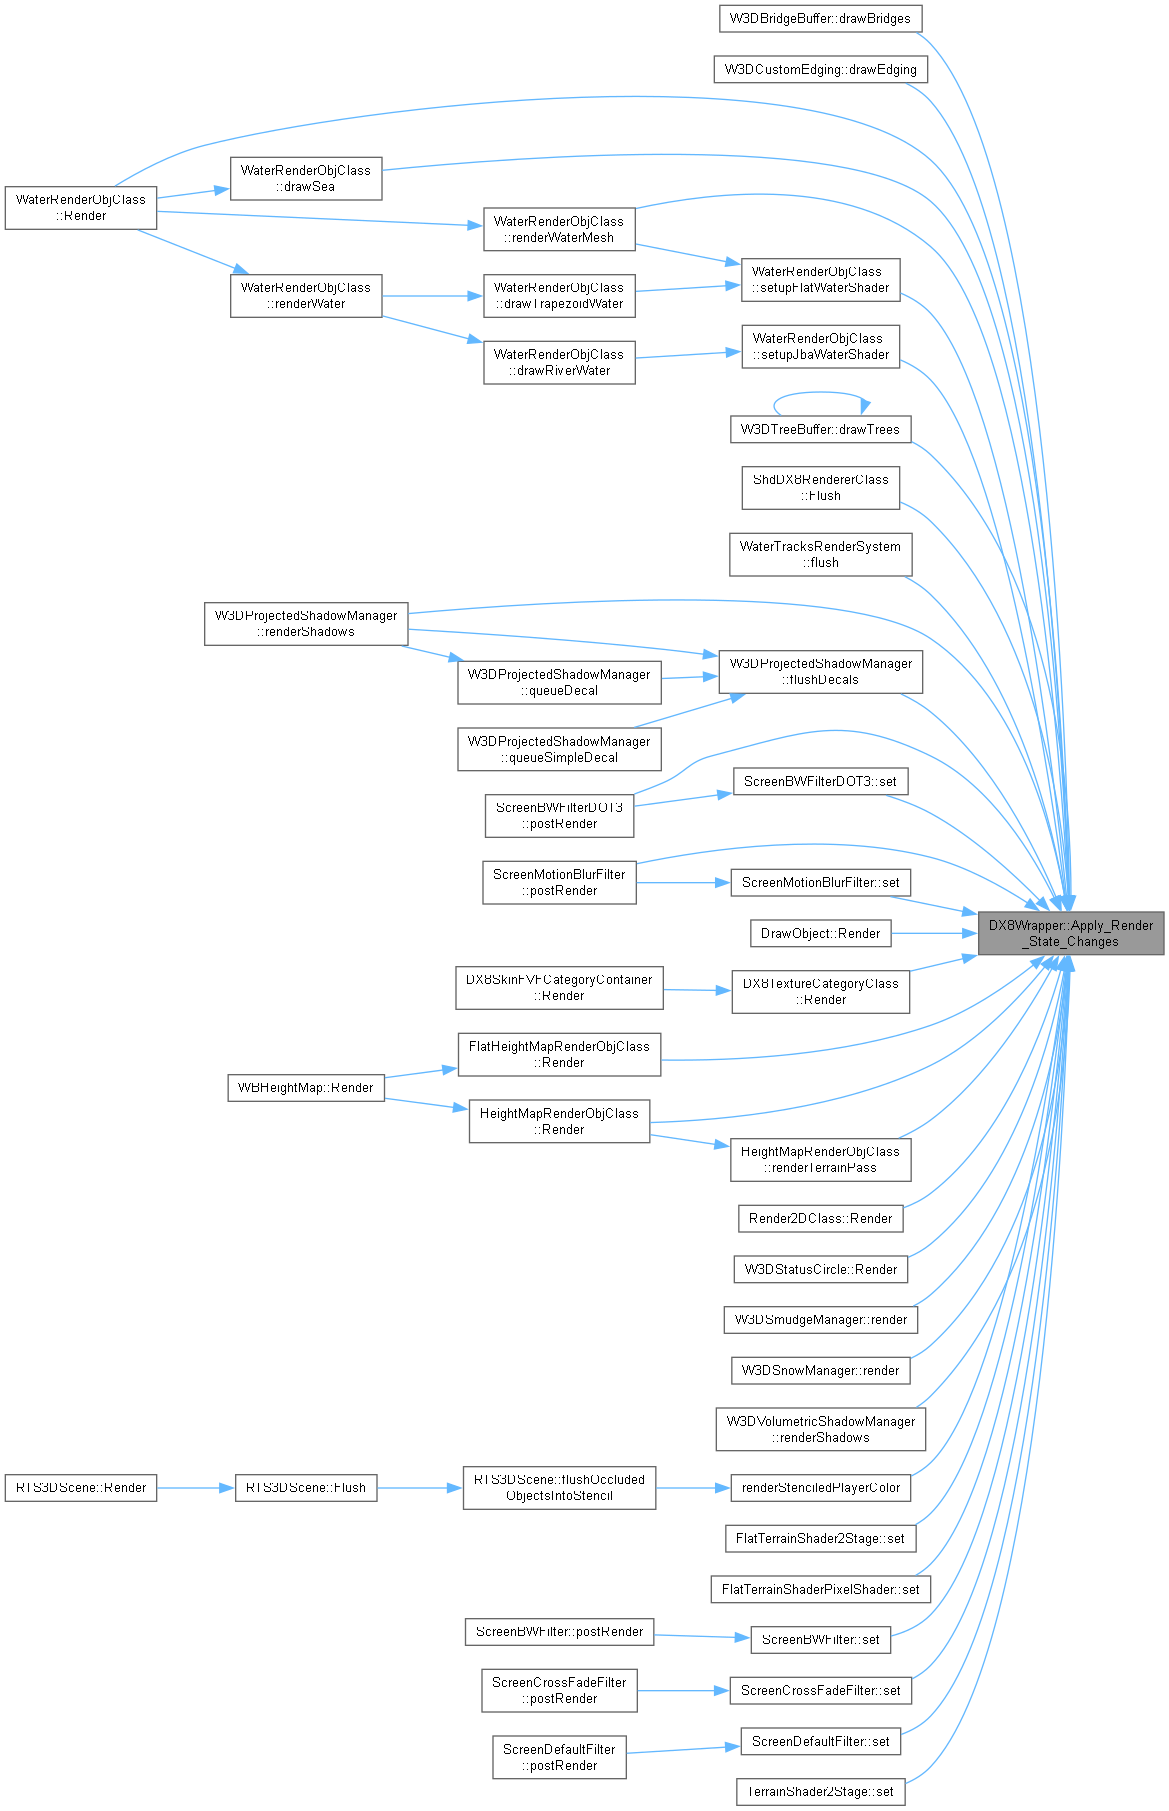 W3DBridgeBuffer::drawBridges
W3DCustomEdging::drawEdging
WaterRenderObjClass
::drawSea
WaterRenderObjClass
::Render
WaterRenderObjClass
::renderWaterMesh
WaterRenderObjClass
::setupFlatWaterShader
WaterRenderObjClass
::renderWater
WaterRenderObjClass
::drawTrapezoidWater
WaterRenderObjClass
::setupJbaWaterShader
WaterRenderObjClass
::drawRiverWater
W3DTreeBuffer::drawTrees
ShdDX8RendererClass
::Flush
WaterTracksRenderSystem
::flush
W3DProjectedShadowManager
::renderShadows
W3DProjectedShadowManager
::flushDecals
W3DProjectedShadowManager
::queueDecal
W3DProjectedShadowManager
::queueSimpleDecal
ScreenBWFilterDOT3::set
ScreenBWFilterDOT3
::postRender
ScreenMotionBlurFilter
::postRender
ScreenMotionBlurFilter::set
DX8Wrapper::Apply_Render
_State_Changes
DrawObject::Render
DX8SkinFVFCategoryContainer
::Render
DX8TextureCategoryClass
::Render
FlatHeightMapRenderObjClass
::Render
WBHeightMap::Render
HeightMapRenderObjClass
::Render
HeightMapRenderObjClass
::renderTerrainPass
Render2DClass::Render
W3DStatusCircle::Render
W3DSmudgeManager::render
W3DSnowManager::render
W3DVolumetricShadowManager
::renderShadows
RTS3DScene::Render
RTS3DScene::Flush
RTS3DScene::flushOccluded
ObjectsIntoStencil
renderStenciledPlayerColor
FlatTerrainShader2Stage::set
FlatTerrainShaderPixelShader::set
ScreenBWFilter::postRender
ScreenBWFilter::set
ScreenCrossFadeFilter
::postRender
ScreenCrossFadeFilter::set
ScreenDefaultFilter
::postRender
ScreenDefaultFilter::set
TerrainShader2Stage::set